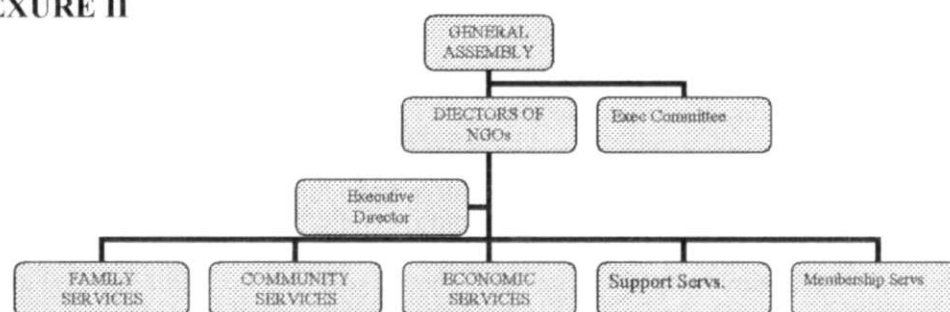 EXURE II
GENERAL
ASSEMBLY
DIECTORS OF
NGOs
Exec Committee
Executive
Director
FAMILY
SERVICES
COMMUNITY
SERVICES
ECONOMIC
SERVICES
Support Servs.
Membership Servs